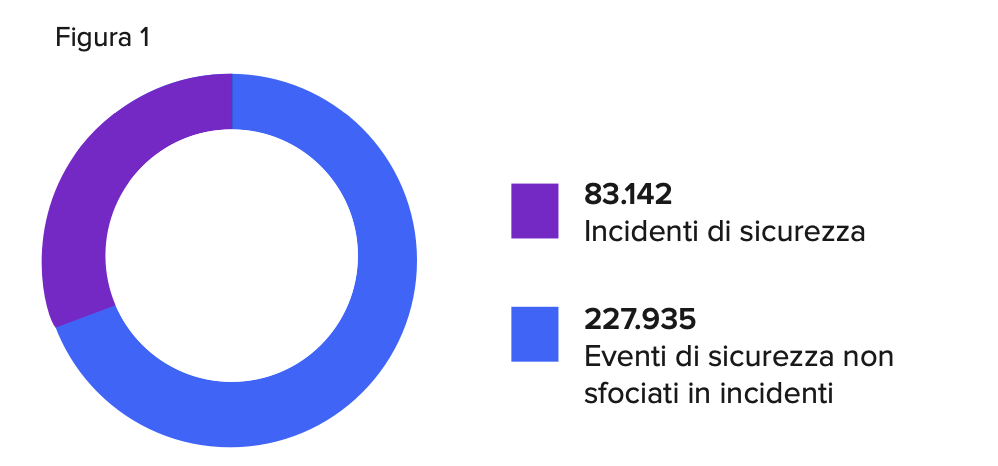 Figura 1
83.142
Incidenti di sicurezza
227.935
Eventi di sicurezza non
sfociati in incidenti